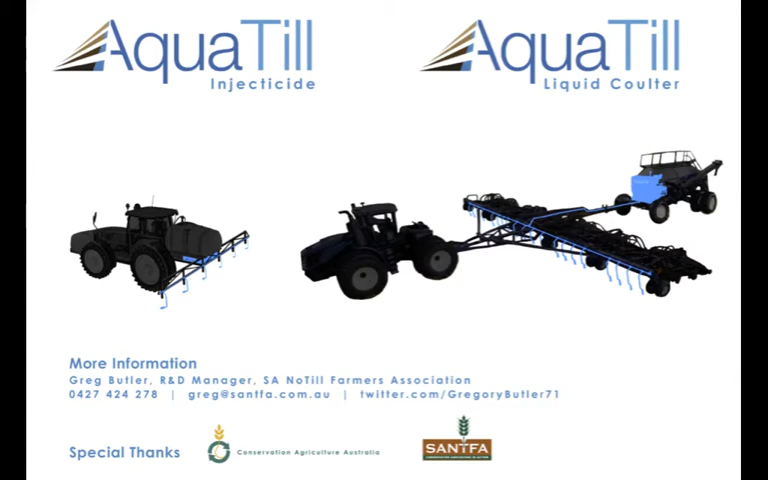 AquaTill
Injecticide
AquaTill
Liquid Coulter
More Information
Greg Butler, R&D Manager, SA NoTill Farmers Association
0427 424 278 | greg@santfa.com.au | twitter.com/GregoryButler71
Special Thanks
Conservation Agriculture Australia
SANTFA